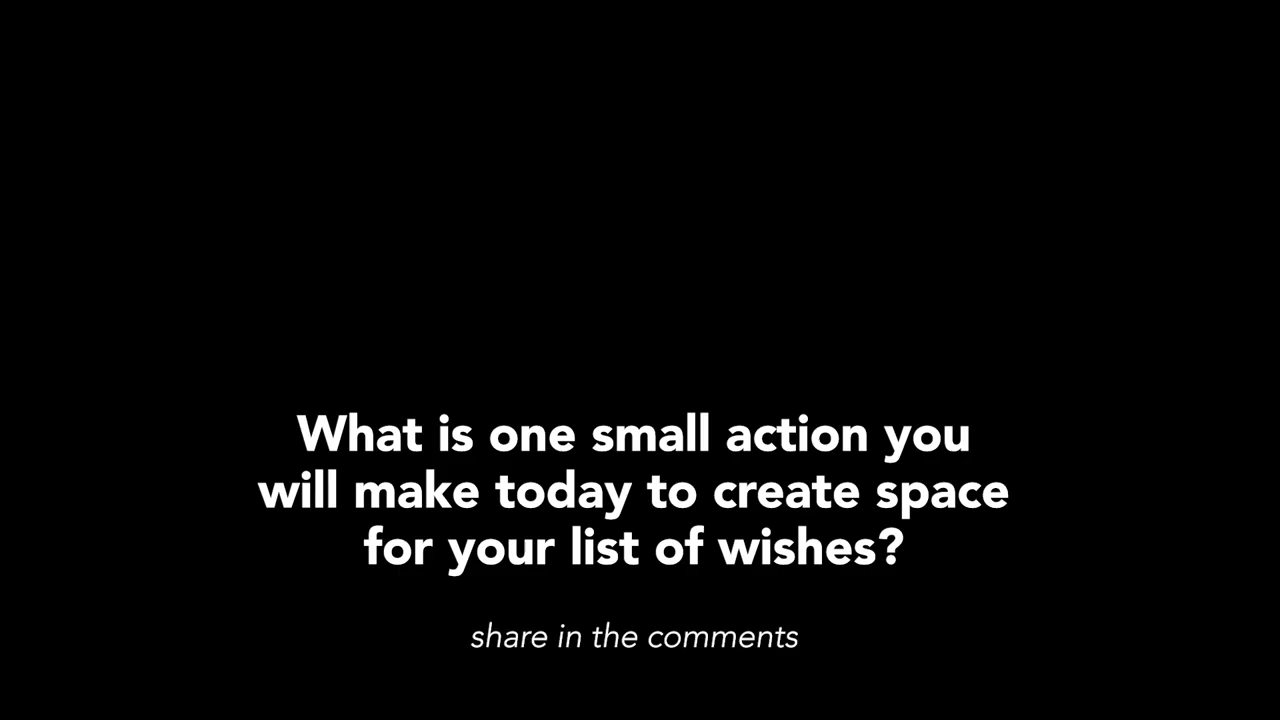 What is one small action you
will make today to create space
for your list of wishes?
share in the comments